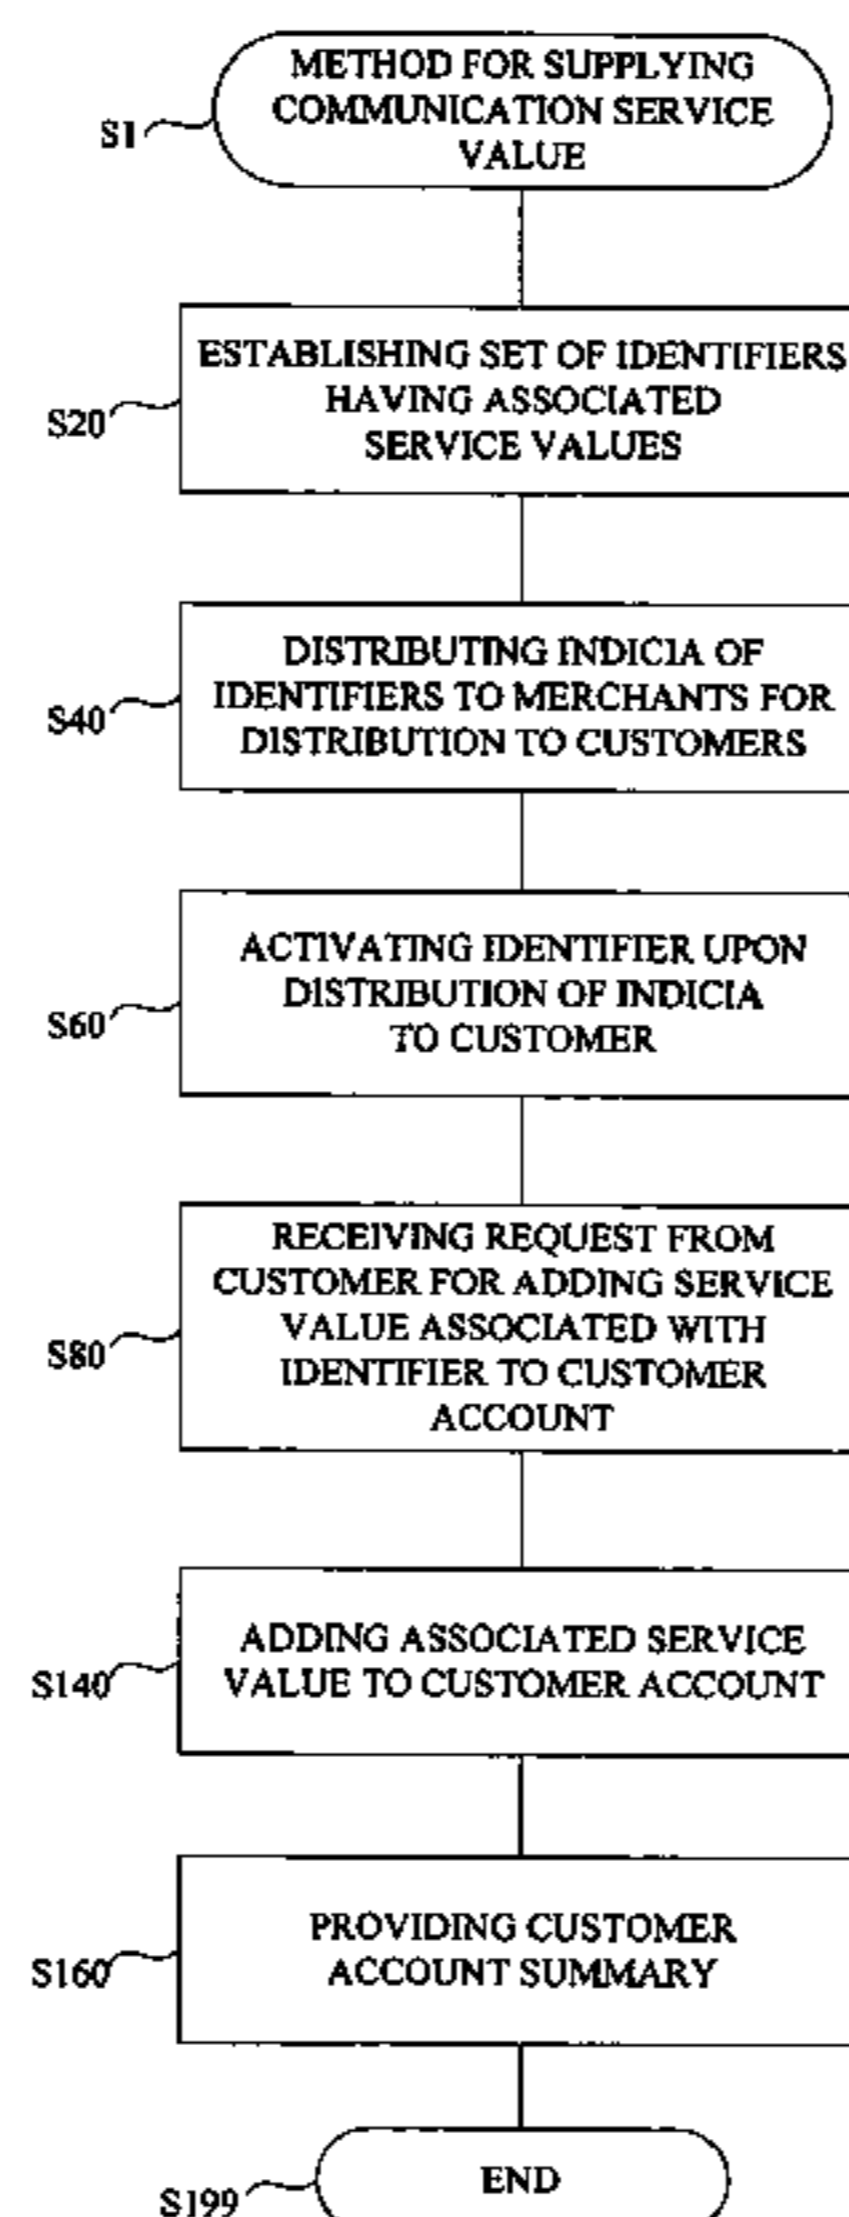 METHOD FOR SUPPLYING
COMMUNICATION SERVICE
VALUE
S1
ESTABLISHING SET OF IDENTIFIERS
HAVING ASSOCIATED
SERVICE VALUES
S20
DISTRIBUTING INDICIA OF
IDENTIFIERS TO MERCHANTS FOR
DISTRIBUTION TO CUSTOMERS
S40
ACTIVATING IDENTIFIER UPON
DISTRIBUTION OF INDICIA
TO CUSTOMER
S60
RECEIVING REQUEST FROM
CUSTOMER FOR ADDING SERVICE
VALUE ASSOCIATED WITH
IDENTIFIER TO CUSTOMER
ACCOUNT
S80
ADDING ASSOCIATED SERVICE
VALUE TO CUSTOMER ACCOUNT
S140
PROVIDING CUSTOMER
ACCOUNT SUMMARY
S160
END
S199